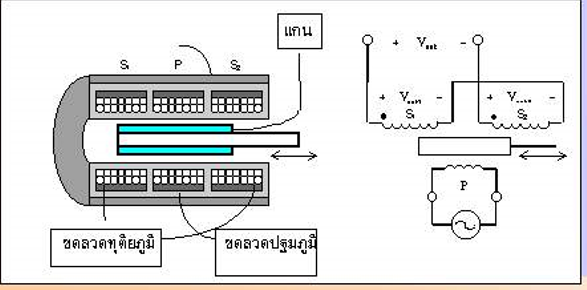 แกน
S₁ P S₂
ขดลวดทุติยภูมิ
ขดลวดปฐมภูมิ
+ Vout -
+ -
+ -
S₁
S₂
P